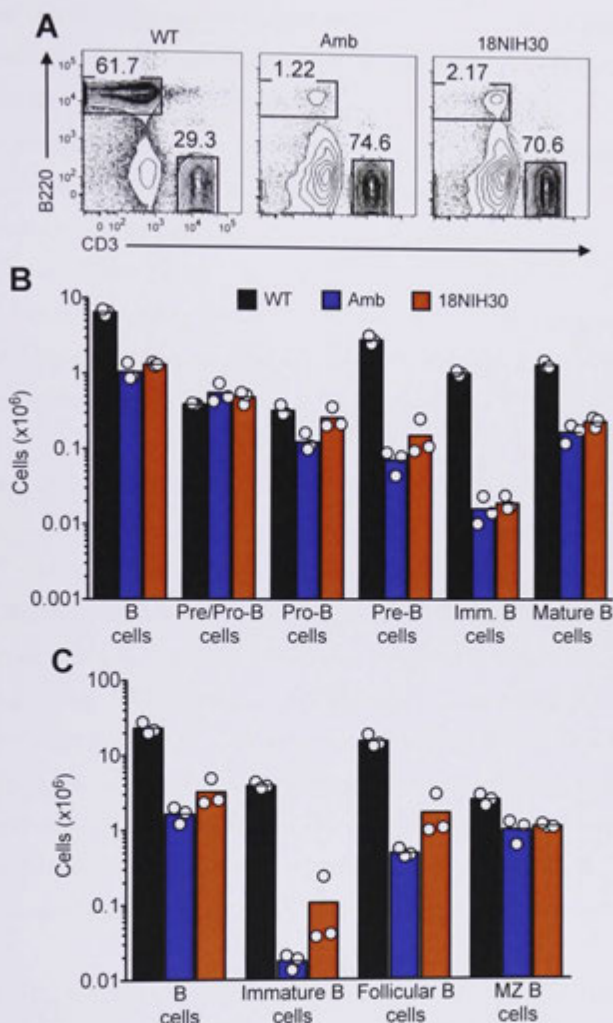 A
WT
Amb
18NIH30
10⁵
10⁴
10³
10²
0
B220
61.7
29.3
1.22
74.6
2.17
70.6
0 10² 10³ 10⁴ 10⁵
CD3
B
WT Amb 18NIH30
Cells (x10⁶)
10
1
0.1
0.01
0.001
B cells
Pre/Pro-B cells
Pro-B cells
Pre-B cells
Imm. B cells
Mature B cells
C
Cells (x10⁶)
100
10
1
0.1
0.01
B cells
Immature B cells
Follicular B cells
MZ B cells